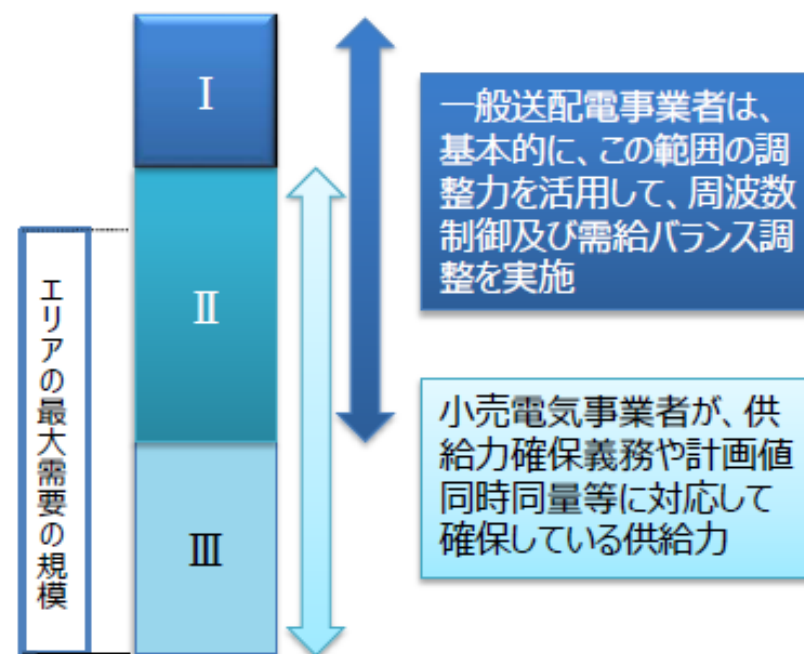 Ⅰ
Ⅱ
Ⅲ
エリアの最大需要の規模
一般送配電事業者は、
基本的に、この範囲の調
整力を活用して、周波数
制御及び需給バランス調
整を実施
小売電気事業者が、供
給力確保義務や計画値
同時同量等に対応して
確保している供給力